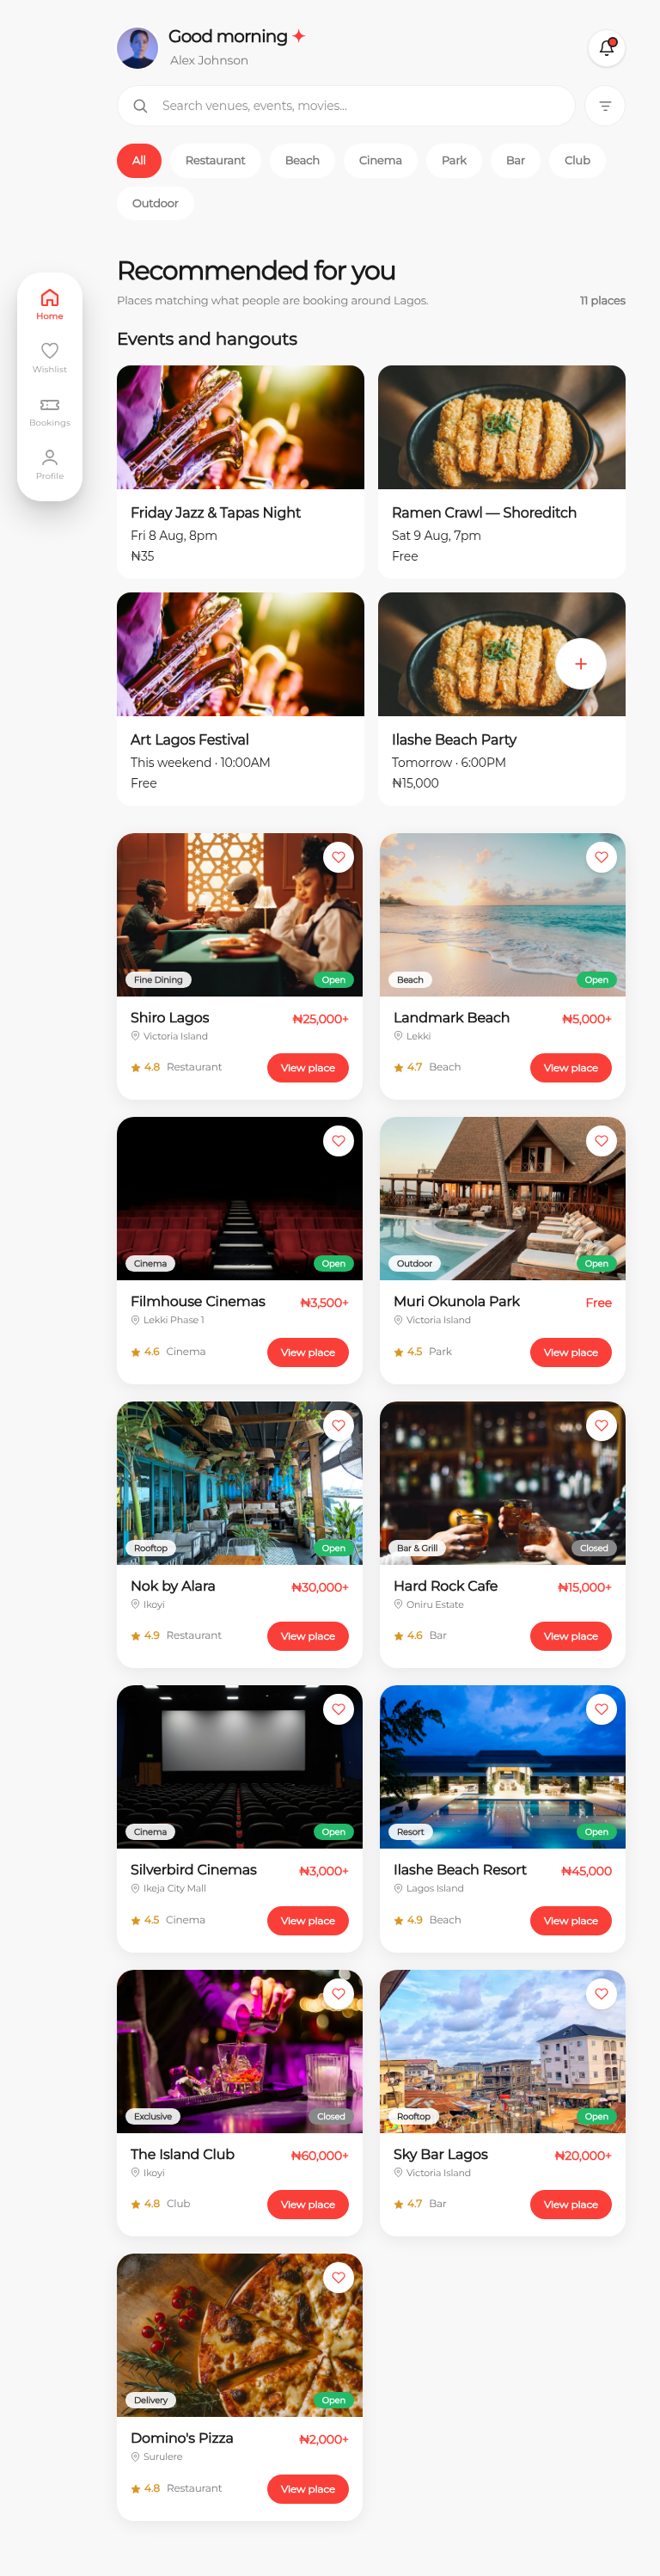 Good morning ✦
Alex Johnson
Search venues, events, movies...
All
Restaurant
Beach
Cinema
Park
Bar
Club
Outdoor
Home
Wishlist
Bookings
Profile
Recommended for you
Places matching what people are booking around Lagos.
11 places
Events and hangouts
Friday Jazz & Tapas Night
Fri 8 Aug, 8pm
₦35
Ramen Crawl — Shoreditch
Sat 9 Aug, 7pm
Free
Art Lagos Festival
This weekend · 10:00AM
Free
Ilashe Beach Party
Tomorrow · 6:00PM
₦15,000
Fine Dining
Open
Shiro Lagos
₦25,000+
Victoria Island
4.8 Restaurant
View place
Beach
Open
Landmark Beach
₦5,000+
Lekki
4.7 Beach
View place
Cinema
Open
Filmhouse Cinemas
₦3,500+
Lekki Phase 1
4.6 Cinema
View place
Outdoor
Open
Muri Okunola Park
Free
Victoria Island
4.5 Park
View place
Rooftop
Open
Nok by Alara
₦30,000+
Ikoyi
4.9 Restaurant
View place
Bar & Grill
Closed
Hard Rock Cafe
₦15,000+
Oniru Estate
4.6 Bar
View place
Cinema
Open
Silverbird Cinemas
₦3,000+
Ikeja City Mall
4.5 Cinema
View place
Resort
Open
Ilashe Beach Resort
₦45,000
Lagos Island
4.9 Beach
View place
Exclusive
Closed
The Island Club
₦60,000+
Ikoyi
4.8 Club
View place
Rooftop
Open
Sky Bar Lagos
₦20,000+
Victoria Island
4.7 Bar
View place
Delivery
Open
Domino's Pizza
₦2,000+
Surulere
4.8 Restaurant
View place